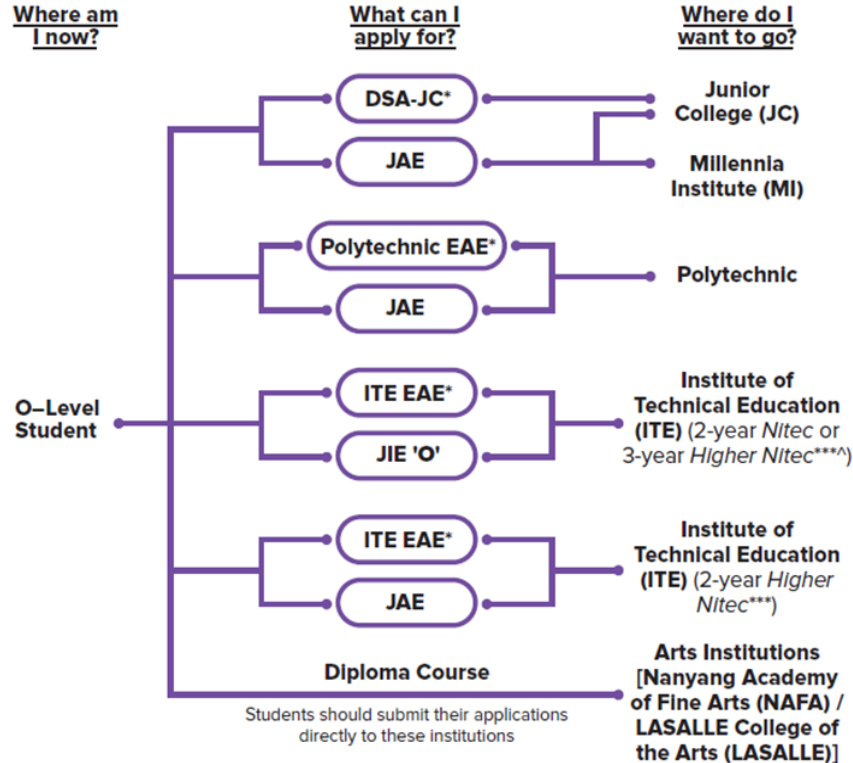 Where am
I now?
What can I
apply for?
Where do I
want to go?
O–Level
Student
DSA-JC*
JAE
Junior
College (JC)
Millennia
Institute (MI)
Polytechnic EAE*
JAE
Polytechnic
ITE EAE*
JIE 'O'
Institute of
Technical Education
(ITE) (2-year Nitec or
3-year Higher Nitec***^)
ITE EAE*
JAE
Institute of
Technical Education
(ITE) (2-year Higher
Nitec***)
Diploma Course
Students should submit their applications
directly to these institutions
Arts Institutions
[Nanyang Academy
of Fine Arts (NAFA) /
LASALLE College of
the Arts (LASALLE)]